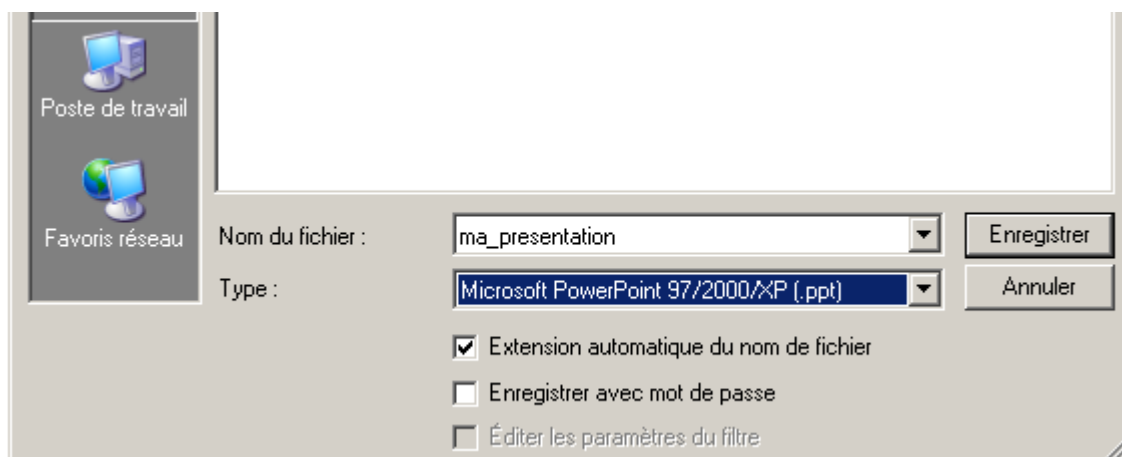 Poste de travail
Favoris réseau
Nom du fichier :
ma_presentation
Enregistrer
Type :
Microsoft PowerPoint 97/2000/XP (.ppt)
Annuler
Extension automatique du nom de fichier
Enregistrer avec mot de passe
Éditer les paramètres du filtre